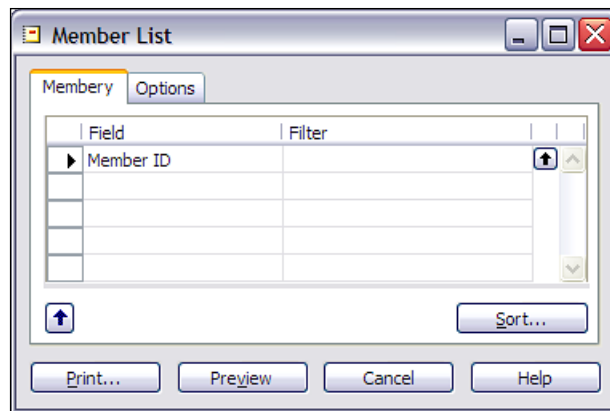 Member List
Membery Options
Field Filter
Member ID
Sort...
Print... Preview Cancel Help